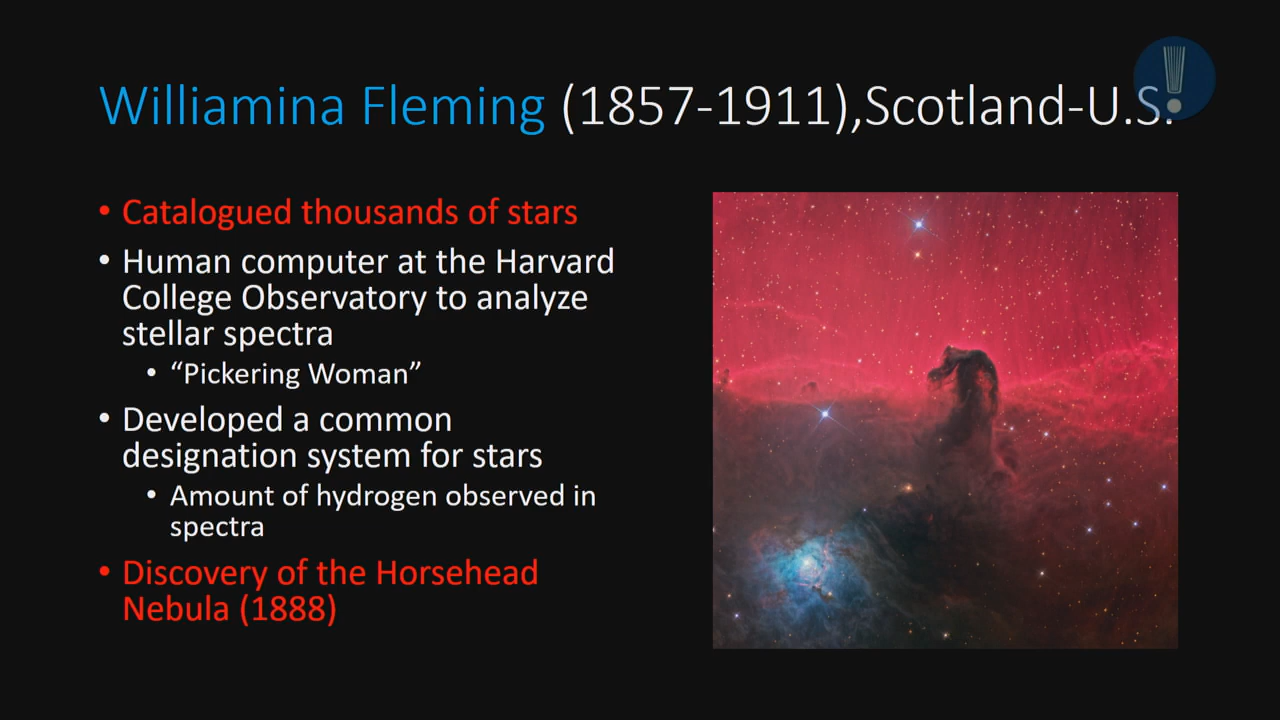 Williamina Fleming (1857-1911),Scotland-U.S.
• Catalogued thousands of stars
• Human computer at the Harvard
College Observatory to analyze
stellar spectra
• “Pickering Woman”
• Developed a common
designation system for stars
• Amount of hydrogen observed in
spectra
• Discovery of the Horsehead
Nebula (1888)